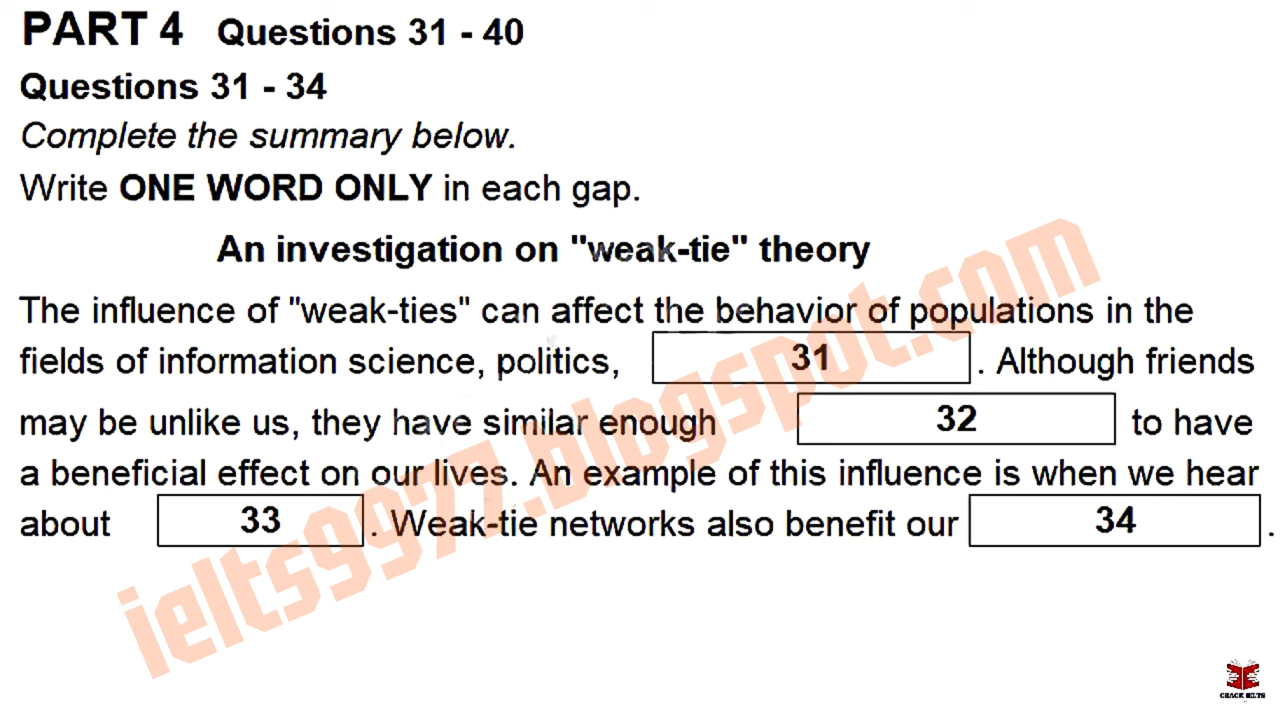 PART 4 Questions 31 - 40
Questions 31 - 34
Complete the summary below.
Write ONE WORD ONLY in each gap.
An investigation on "weak-tie" theory
The influence of "weak-ties" can affect the behavior of populations in the
fields of information science, politics, 31 . Although friends
may be unlike us, they have similar enough 32 to have
a beneficial effect on our lives. An example of this influence is when we hear
about 33 . Weak-tie networks also benefit our 34 .
ielts9977.blogspot.com
CRACK IELTS